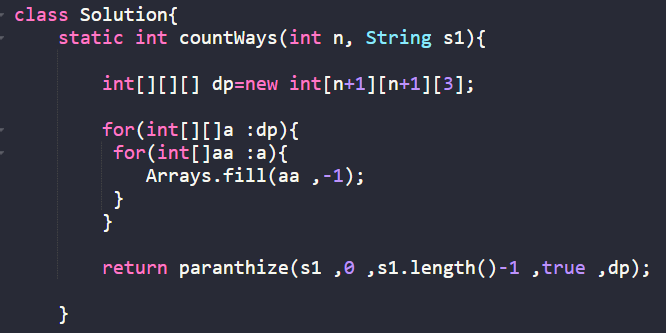 class Solution{
static int countWays(int n, String s1){
int[][][] dp=new int[n+1][n+1][3];
for(int[][]a :dp){
for(int[]aa :a){
Arrays.fill(aa ,-1);
}
}
return paranthize(s1 ,0 ,s1.length()-1 ,true ,dp);
}